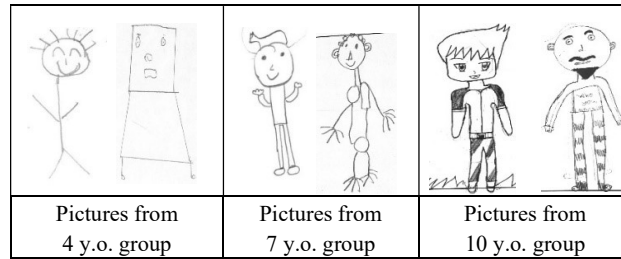 Pictures from
4 y.o. group
Pictures from
7 y.o. group
Pictures from
10 y.o. group